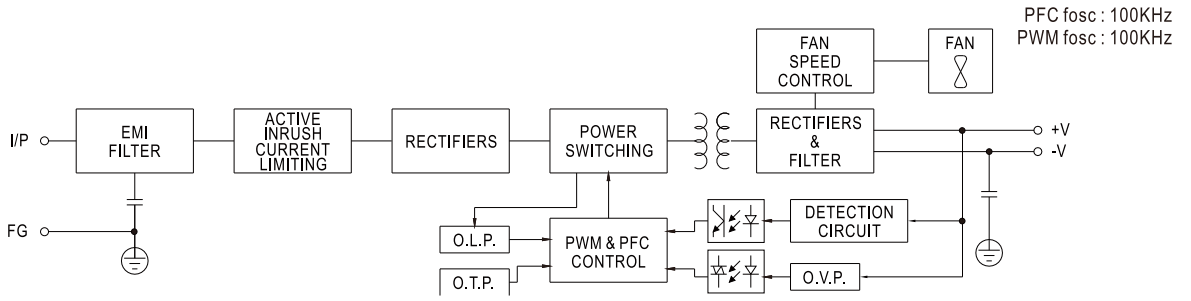 PFC fosc : 100KHz
PWM fosc : 100KHz
FAN
SPEED
CONTROL
FAN
I/P
EMI
FILTER
ACTIVE
INRUSH
CURRENT
LIMITING
RECTIFIERS
POWER
SWITCHING
RECTIFIERS
&
FILTER
+V
-V
FG
O.L.P.
PWM & PFC
CONTROL
DETECTION
CIRCUIT
O.T.P.
O.V.P.